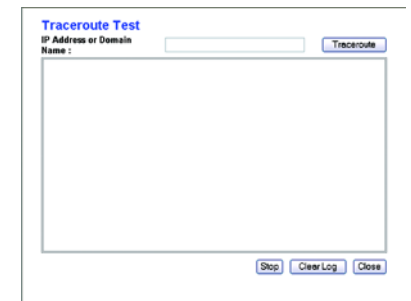 Traceroute Test
IP Address or Domain
Name :
Traceroute
Stop Clear Log Close